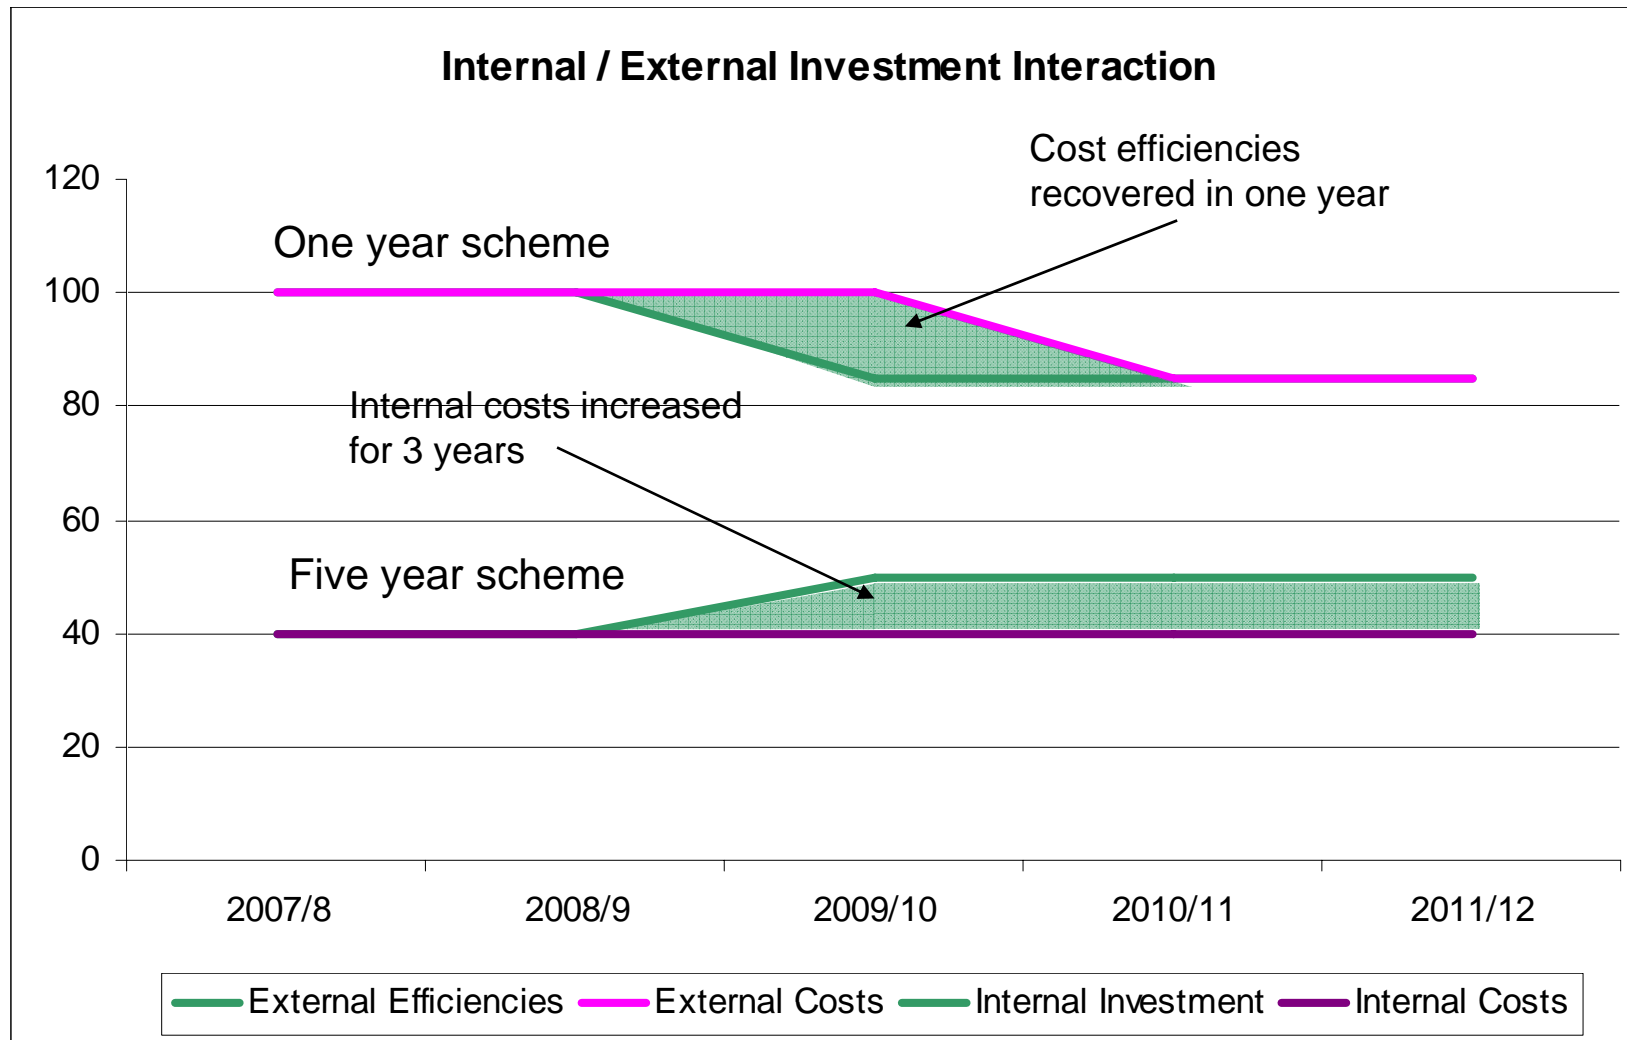 Internal / External Investment Interaction
Cost efficiencies
recovered in one year
120
One year scheme
100
80
Internal costs increased
for 3 years
60
Five year scheme
40
20
0
2007/8 2008/9 2009/10 2010/11 2011/12
External Efficiencies External Costs Internal Investment Internal Costs